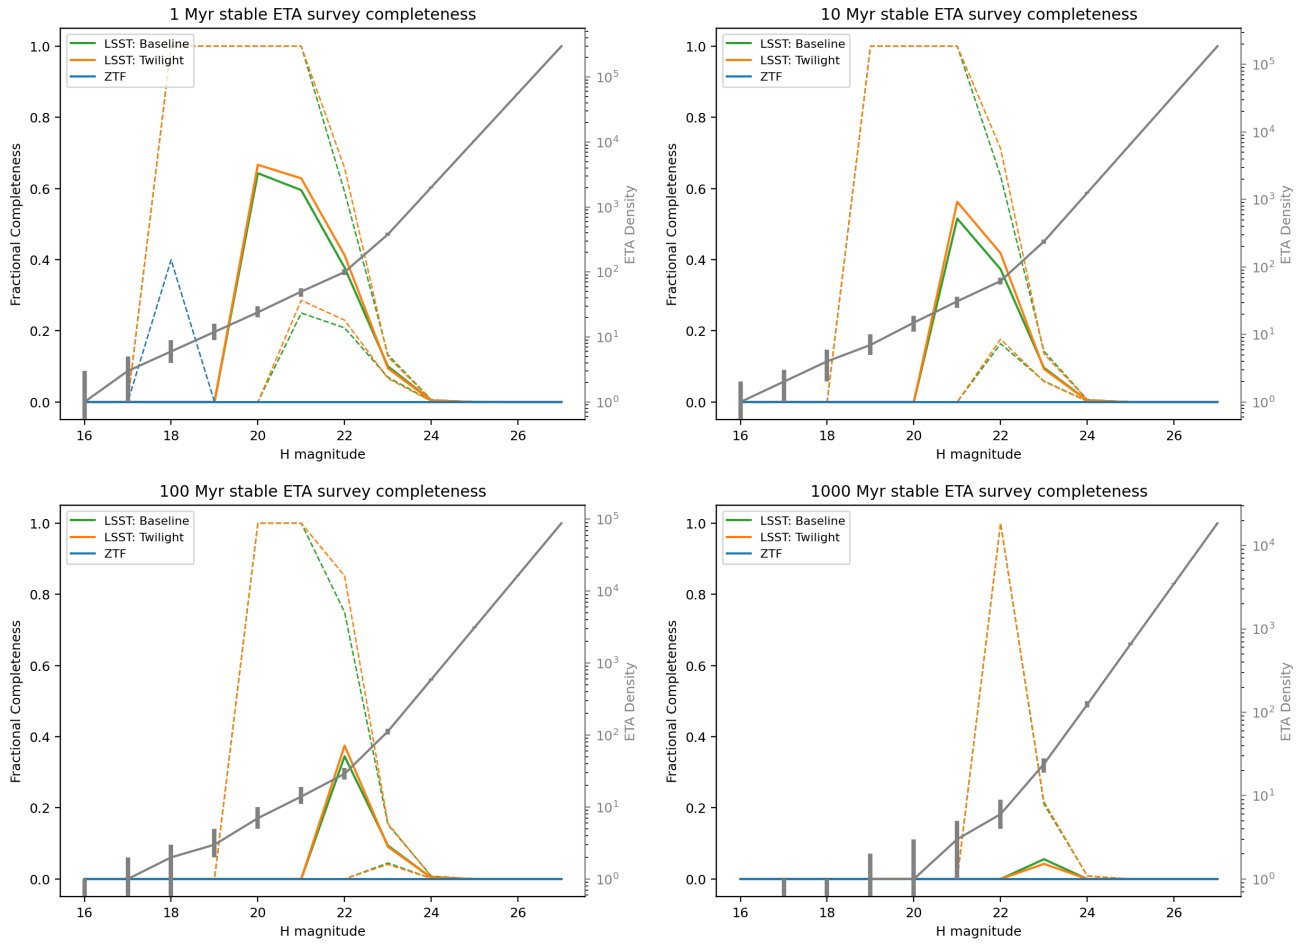 1 Myr stable ETA survey completeness
LSST: Baseline
LSST: Twilight
ZTF
1.0
0.8
0.6
0.4
0.2
0.0
Fractional Completeness
16 18 20 22 24 26
H magnitude
10^5
10^4
10^3
10^2
10^1
10^0
ETA Density
10 Myr stable ETA survey completeness
LSST: Baseline
LSST: Twilight
ZTF
1.0
0.8
0.6
0.4
0.2
0.0
Fractional Completeness
16 18 20 22 24 26
H magnitude
10^5
10^4
10^3
10^2
10^1
10^0
ETA Density
100 Myr stable ETA survey completeness
LSST: Baseline
LSST: Twilight
ZTF
1.0
0.8
0.6
0.4
0.2
0.0
Fractional Completeness
16 18 20 22 24 26
H magnitude
10^5
10^4
10^3
10^2
10^1
10^0
ETA Density
1000 Myr stable ETA survey completeness
LSST: Baseline
LSST: Twilight
ZTF
1.0
0.8
0.6
0.4
0.2
0.0
Fractional Completeness
16 18 20 22 24 26
H magnitude
10^4
10^3
10^2
10^1
10^0
ETA Density